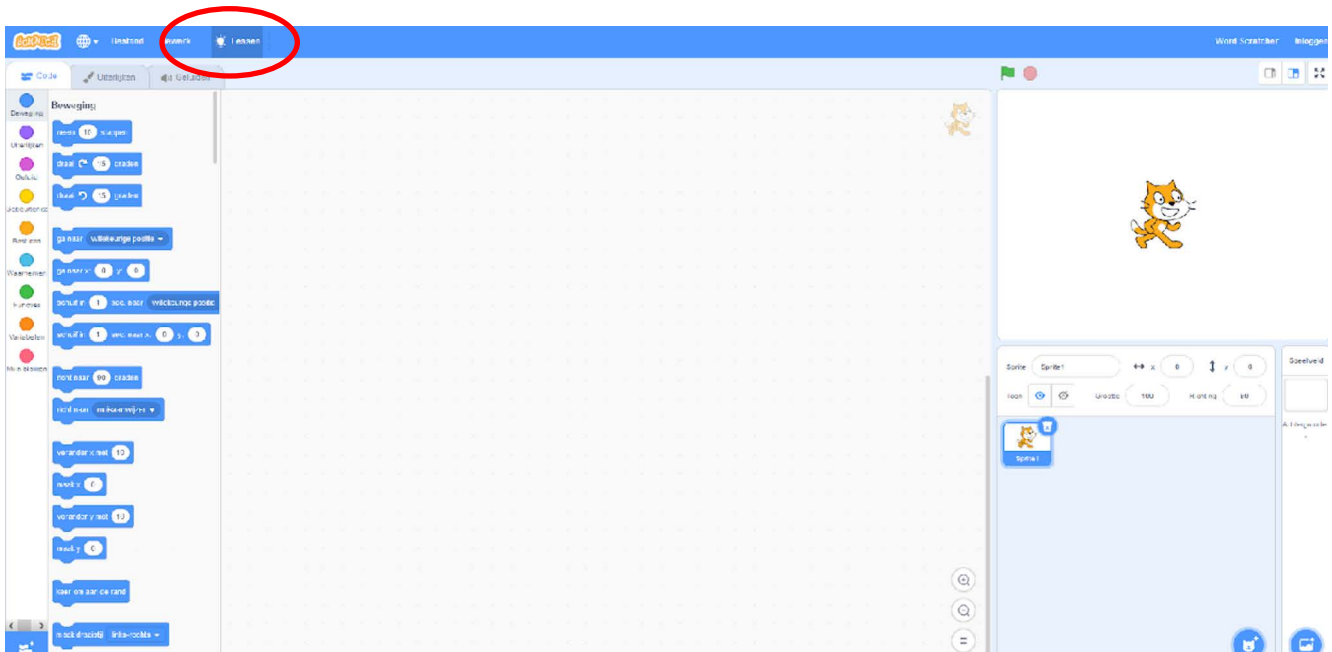 SCRATCH Bestand Bewerk Lessen Word Scratcher Inloggen
Code Uiterlijken Geluiden
Beweging
Beweging
neem 10 stappen
Uiterlijken
draai 15 graden
Geluid
draai 15 graden
ga naar willekeurige positie
Waarnemen
ga naar x: 0 y: 0
Functies
schuif in 1 sec. naar willekeurige positie
Variabelen
schuif in 1 sec. naar x: 0 y: 0
Mijn blokken
richt naar 90 graden
richt naar muisaanwijzer
verander x met 10
maak x 0
verander y met 10
maak y 0
keer om aan de rand
maak draaistijl links-rechts
Sprite Sprite1 x 0 y 0
Toon Grootte 100 Richting 90
Sprite1
Speelveld